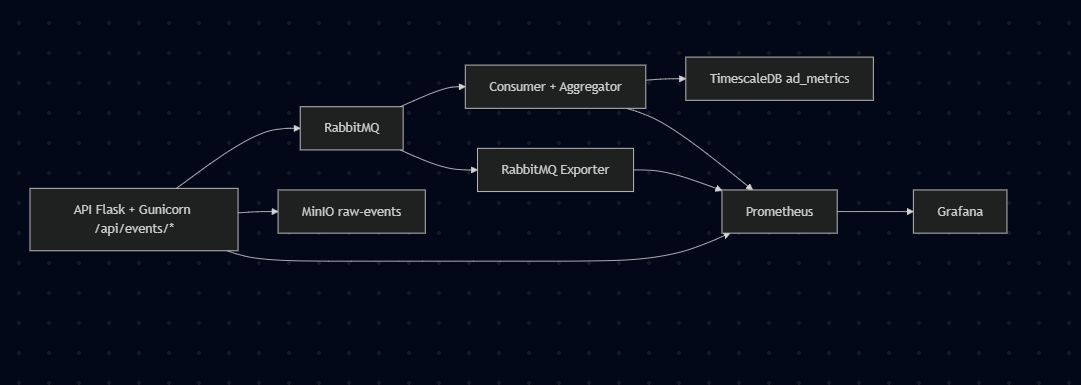 TimescaleDB ad_metrics
Consumer + Aggregator
RabbitMQ
RabbitMQ Exporter
API Flask + Gunicorn
/api/events/*
MinIO raw-events
Prometheus
Grafana